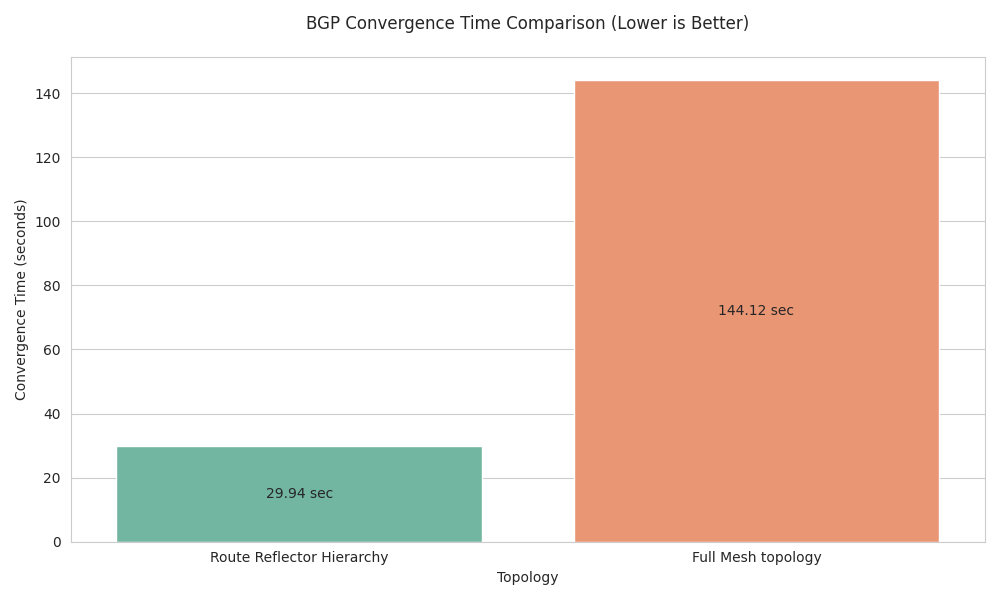 BGP Convergence Time Comparison (Lower is Better)
Convergence Time (seconds)
140
120
100
80
60
40
20
0
144.12 sec
29.94 sec
Route Reflector Hierarchy
Full Mesh topology
Topology